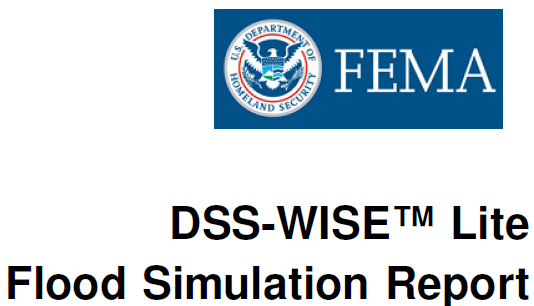 U.S. DEPARTMENT OF
HOMELAND SECURITY
FEMA
DSS-WISE™ Lite
Flood Simulation Report